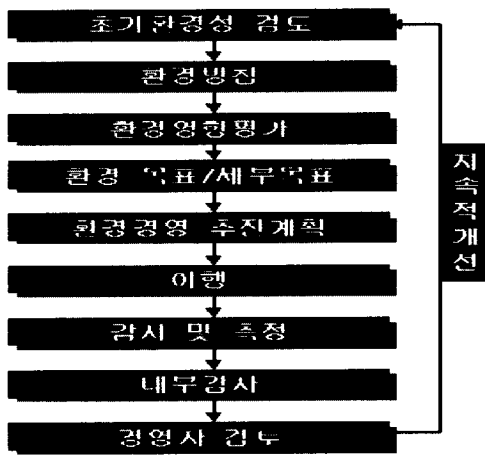 초기환경성 검토
환경방침
환경영향평가
환경 목표/세부목표
환경경영 추진계획
이행
감시 및 측정
내부감사
경영자 검토
지속적개선